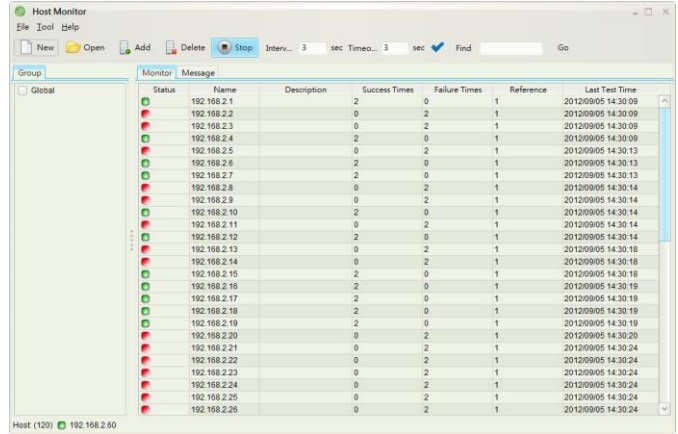 Host Monitor
File Tool Help
New Open Add Delete Stop Interv... 3 sec Timeo... 3 sec Find Go
Group
Monitor Message
Global
Status Name Description Success Times Failure Times Reference Last Test Time
192.168.2.1 2 0 1 2012/09/05 14:30:09
192.168.2.2 0 2 1 2012/09/05 14:30:09
192.168.2.3 0 2 1 2012/09/05 14:30:09
192.168.2.4 2 0 1 2012/09/05 14:30:09
192.168.2.5 0 2 1 2012/09/05 14:30:13
192.168.2.6 2 0 1 2012/09/05 14:30:13
192.168.2.7 2 0 1 2012/09/05 14:30:13
192.168.2.8 0 2 1 2012/09/05 14:30:14
192.168.2.9 0 2 1 2012/09/05 14:30:14
192.168.2.10 2 0 1 2012/09/05 14:30:14
192.168.2.11 0 2 1 2012/09/05 14:30:14
192.168.2.12 2 0 1 2012/09/05 14:30:14
192.168.2.13 0 2 1 2012/09/05 14:30:18
192.168.2.14 0 2 1 2012/09/05 14:30:18
192.168.2.15 2 0 1 2012/09/05 14:30:18
192.168.2.16 2 0 1 2012/09/05 14:30:19
192.168.2.17 2 0 1 2012/09/05 14:30:19
192.168.2.18 2 0 1 2012/09/05 14:30:19
192.168.2.19 2 0 1 2012/09/05 14:30:19
192.168.2.20 0 2 1 2012/09/05 14:30:20
192.168.2.21 0 2 1 2012/09/05 14:30:24
192.168.2.22 0 2 1 2012/09/05 14:30:24
192.168.2.23 0 2 1 2012/09/05 14:30:24
192.168.2.24 0 2 1 2012/09/05 14:30:24
192.168.2.25 0 2 1 2012/09/05 14:30:24
192.168.2.26 0 2 1 2012/09/05 14:30:24
Host: (120) 192.168.2.60